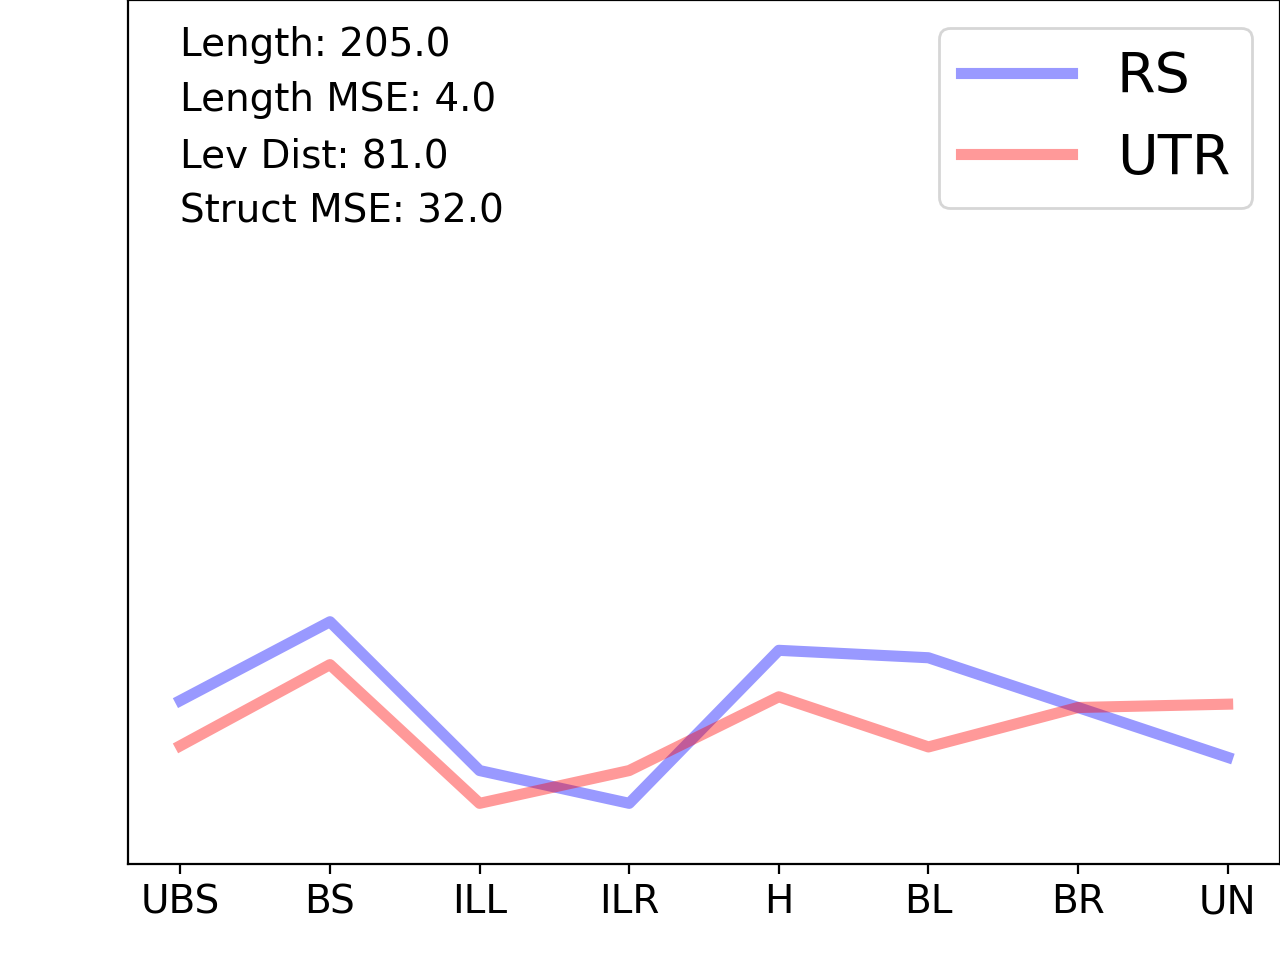 Length: 205.0
Length MSE: 4.0
Lev Dist: 81.0
Struct MSE: 32.0
RS
UTR
UBS BS ILL ILR H BL BR UN